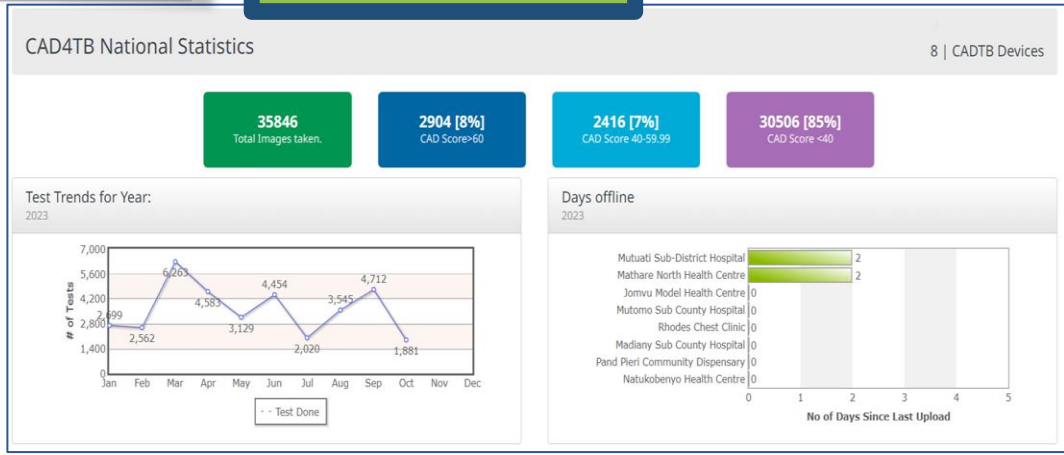 CAD4TB National Statistics
8 | CADTB Devices
35846
Total Images taken.
2904 [8%]
CAD Score>60
2416 [7%]
CAD Score 40-59.99
30506 [85%]
CAD Score <40
Test Trends for Year:
2023
7,000
5,600
4,200
2,800
1,400
0
# of Tests
2,699
2,562
6,263
4,583
3,129
4,454
2,020
3,545
4,712
1,881
Jan Feb Mar Apr May Jun Jul Aug Sep Oct Nov Dec
- - Test Done
Days offline
2023
Mutuati Sub-District Hospital 2
Mathare North Health Centre 2
Jomvu Model Health Centre 0
Mutomo Sub County Hospital 0
Rhodes Chest Clinic 0
Madiany Sub County Hospital 0
Pand Pieri Community Dispensary 0
Natukobenyo Health Centre 0
0 1 2 3 4 5
No of Days Since Last Upload